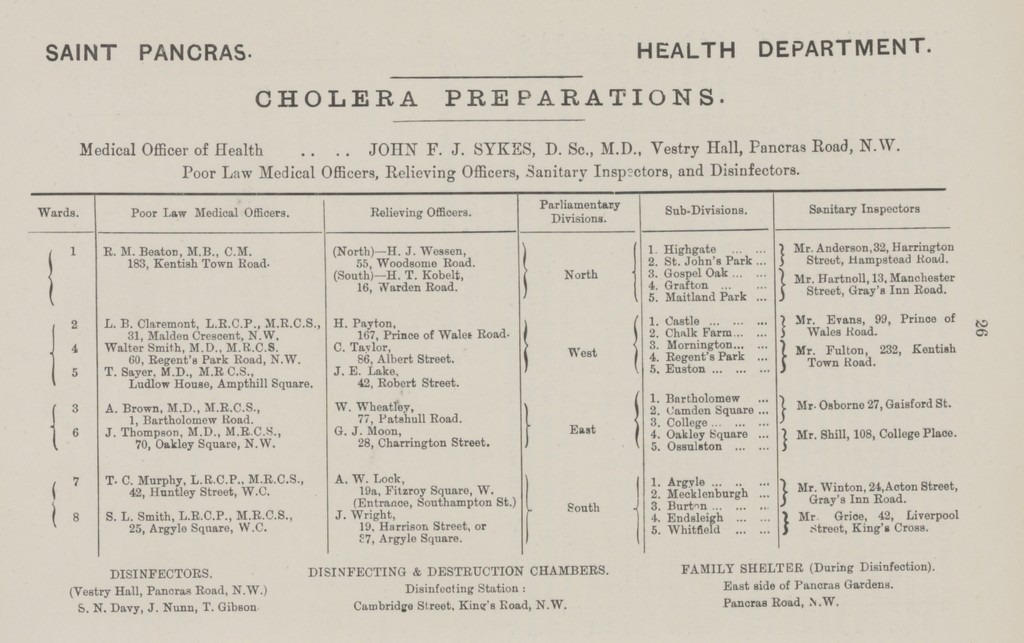 SAINT PANCRAS.
HEALTH DEPARTMENT.
CHOLERA PREPARATIONS.
Medical Officer of Health .. .. JOHN F. J. SYKES, D. Sc., M.D., Vestry Hall, Pancras Road, N.W.
Poor Law Medical Officers, Relieving Officers, Sanitary Inspectors, and Disinfectors.
Wards.
Poor Law Medical Officers.
Relieving Officers.
Parliamentary
Divisions.
Sub-Divisions.
Sanitary Inspectors
1
R. M. Beaton, M.B., C.M.
183, Kentish Town Road.
(North)—H. J. Wessen,
55, Woodsome Road.
(South)—H. T. Kobelt,
16, Warden Road.
North
1. Highgate ... ...
2. St. John's Park ...
3. Gospel Oak ... ...
4. Grafton ... ...
5. Maitland Park ...
Mr. Anderson, 32, Harrington
Street, Hampstead Road.
Mr. Hartnoll, 13, Manchester
Street, Gray's Inn Road.
2
L. B. Claremont, L.R.C.P., M.R.C.S.,
31, Malden Crescent, N.W.
4
Walter Smith, M.D., M.R.C.S.
60, Regent's Park Road, N.W.
5
T. Sayer, M.D., M.R C.S.,
Ludlow House, Ampthill Square.
H. Payton,
167, Prince of Wales Road.
C. Taylor,
86, Albert Street.
J. E. Lake,
42, Robert Street.
West
1. Castle ... ... ...
2. Chalk Farm ... ...
3. Mornington ... ...
4. Regent's Park ...
5. Euston ... ... ...
Mr. Evans, 99, Prince of
Wales Road.
Mr. Fulton, 232, Kentish
Town Road.
3
A. Brown, M.D., M.R.C.S.,
1, Bartholomew Road.
6
J. Thompson, M.D., M.R.C.S.,
70, Oakley Square, N.W.
W. Wheatley,
77, Patshull Road.
G. J. Moon,
28, Charrington Street.
East
1. Bartholomew ...
2. Camden Square ...
3. College ... ... ...
4. Oakley Square ...
5. Ossulston ... ...
Mr. Osborne 27, Gaisford St.
Mr. Shill, 108, College Place.
7
T. C. Murphy, L.R.C.P., M.R.C.S.,
42, Huntley Street, W.C.
8
S. L. Smith, L.R.C.P., M.R.C.S.,
25, Argyle Square, W.C.
A. W. Lock,
19a, Fitzroy Square, W.
(Entrance, Southampton St.)
J. Wright,
19, Harrison Street, or
37, Argyle Square.
South
1. Argyle ... .. ...
2. Mecklenburgh ...
3. Burton ... ... ...
4. Endsleigh ... ...
5. Whitfield ... ...
Mr. Winton, 24, Acton Street,
Gray's Inn Road.
Mr. Grice, 42, Liverpool
Street, King's Cross.
26
DISINFECTORS.
(Vestry Hall, Pancras Road, N.W.)
S. N. Davy, J. Nunn, T. Gibson
DISINFECTING & DESTRUCTION CHAMBERS.
Disinfecting Station :
Cambridge Street, King's Road, N.W.
FAMILY SHELTER (During Disinfection).
East side of Pancras Gardens.
Pancras Road, N.W.